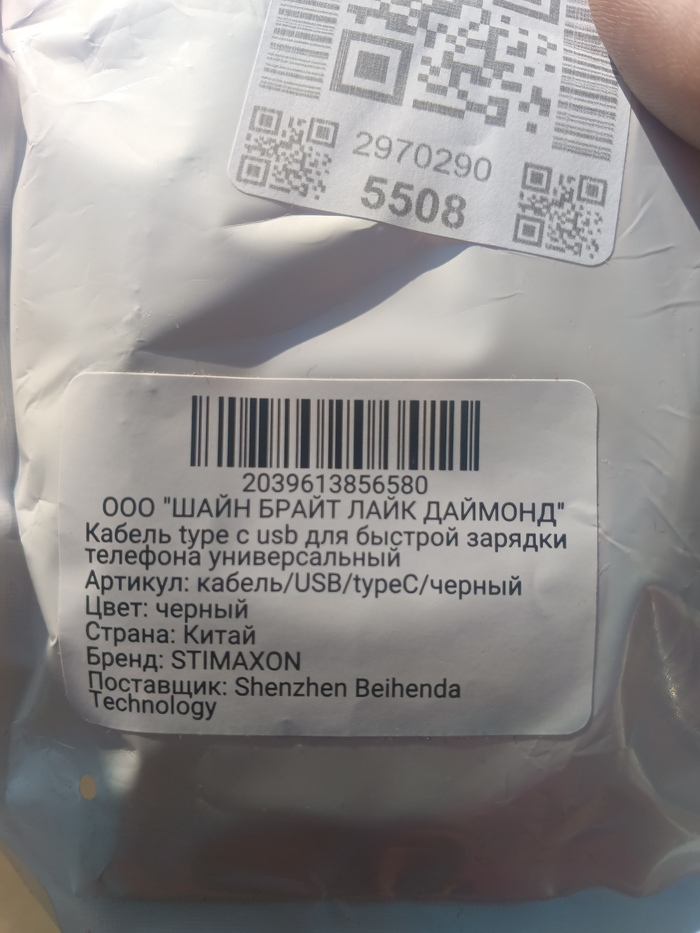 2970290
5508
2039613856580
ООО "ШАЙН БРАЙТ ЛАЙК ДАЙМОНД"
Кабель type c usb для быстрой зарядки
телефона универсальный
Артикул: кабель/USB/typeC/черный
Цвет: черный
Страна: Китай
Бренд: STIMAXON
Поставщик: Shenzhen Beihenda
Technology